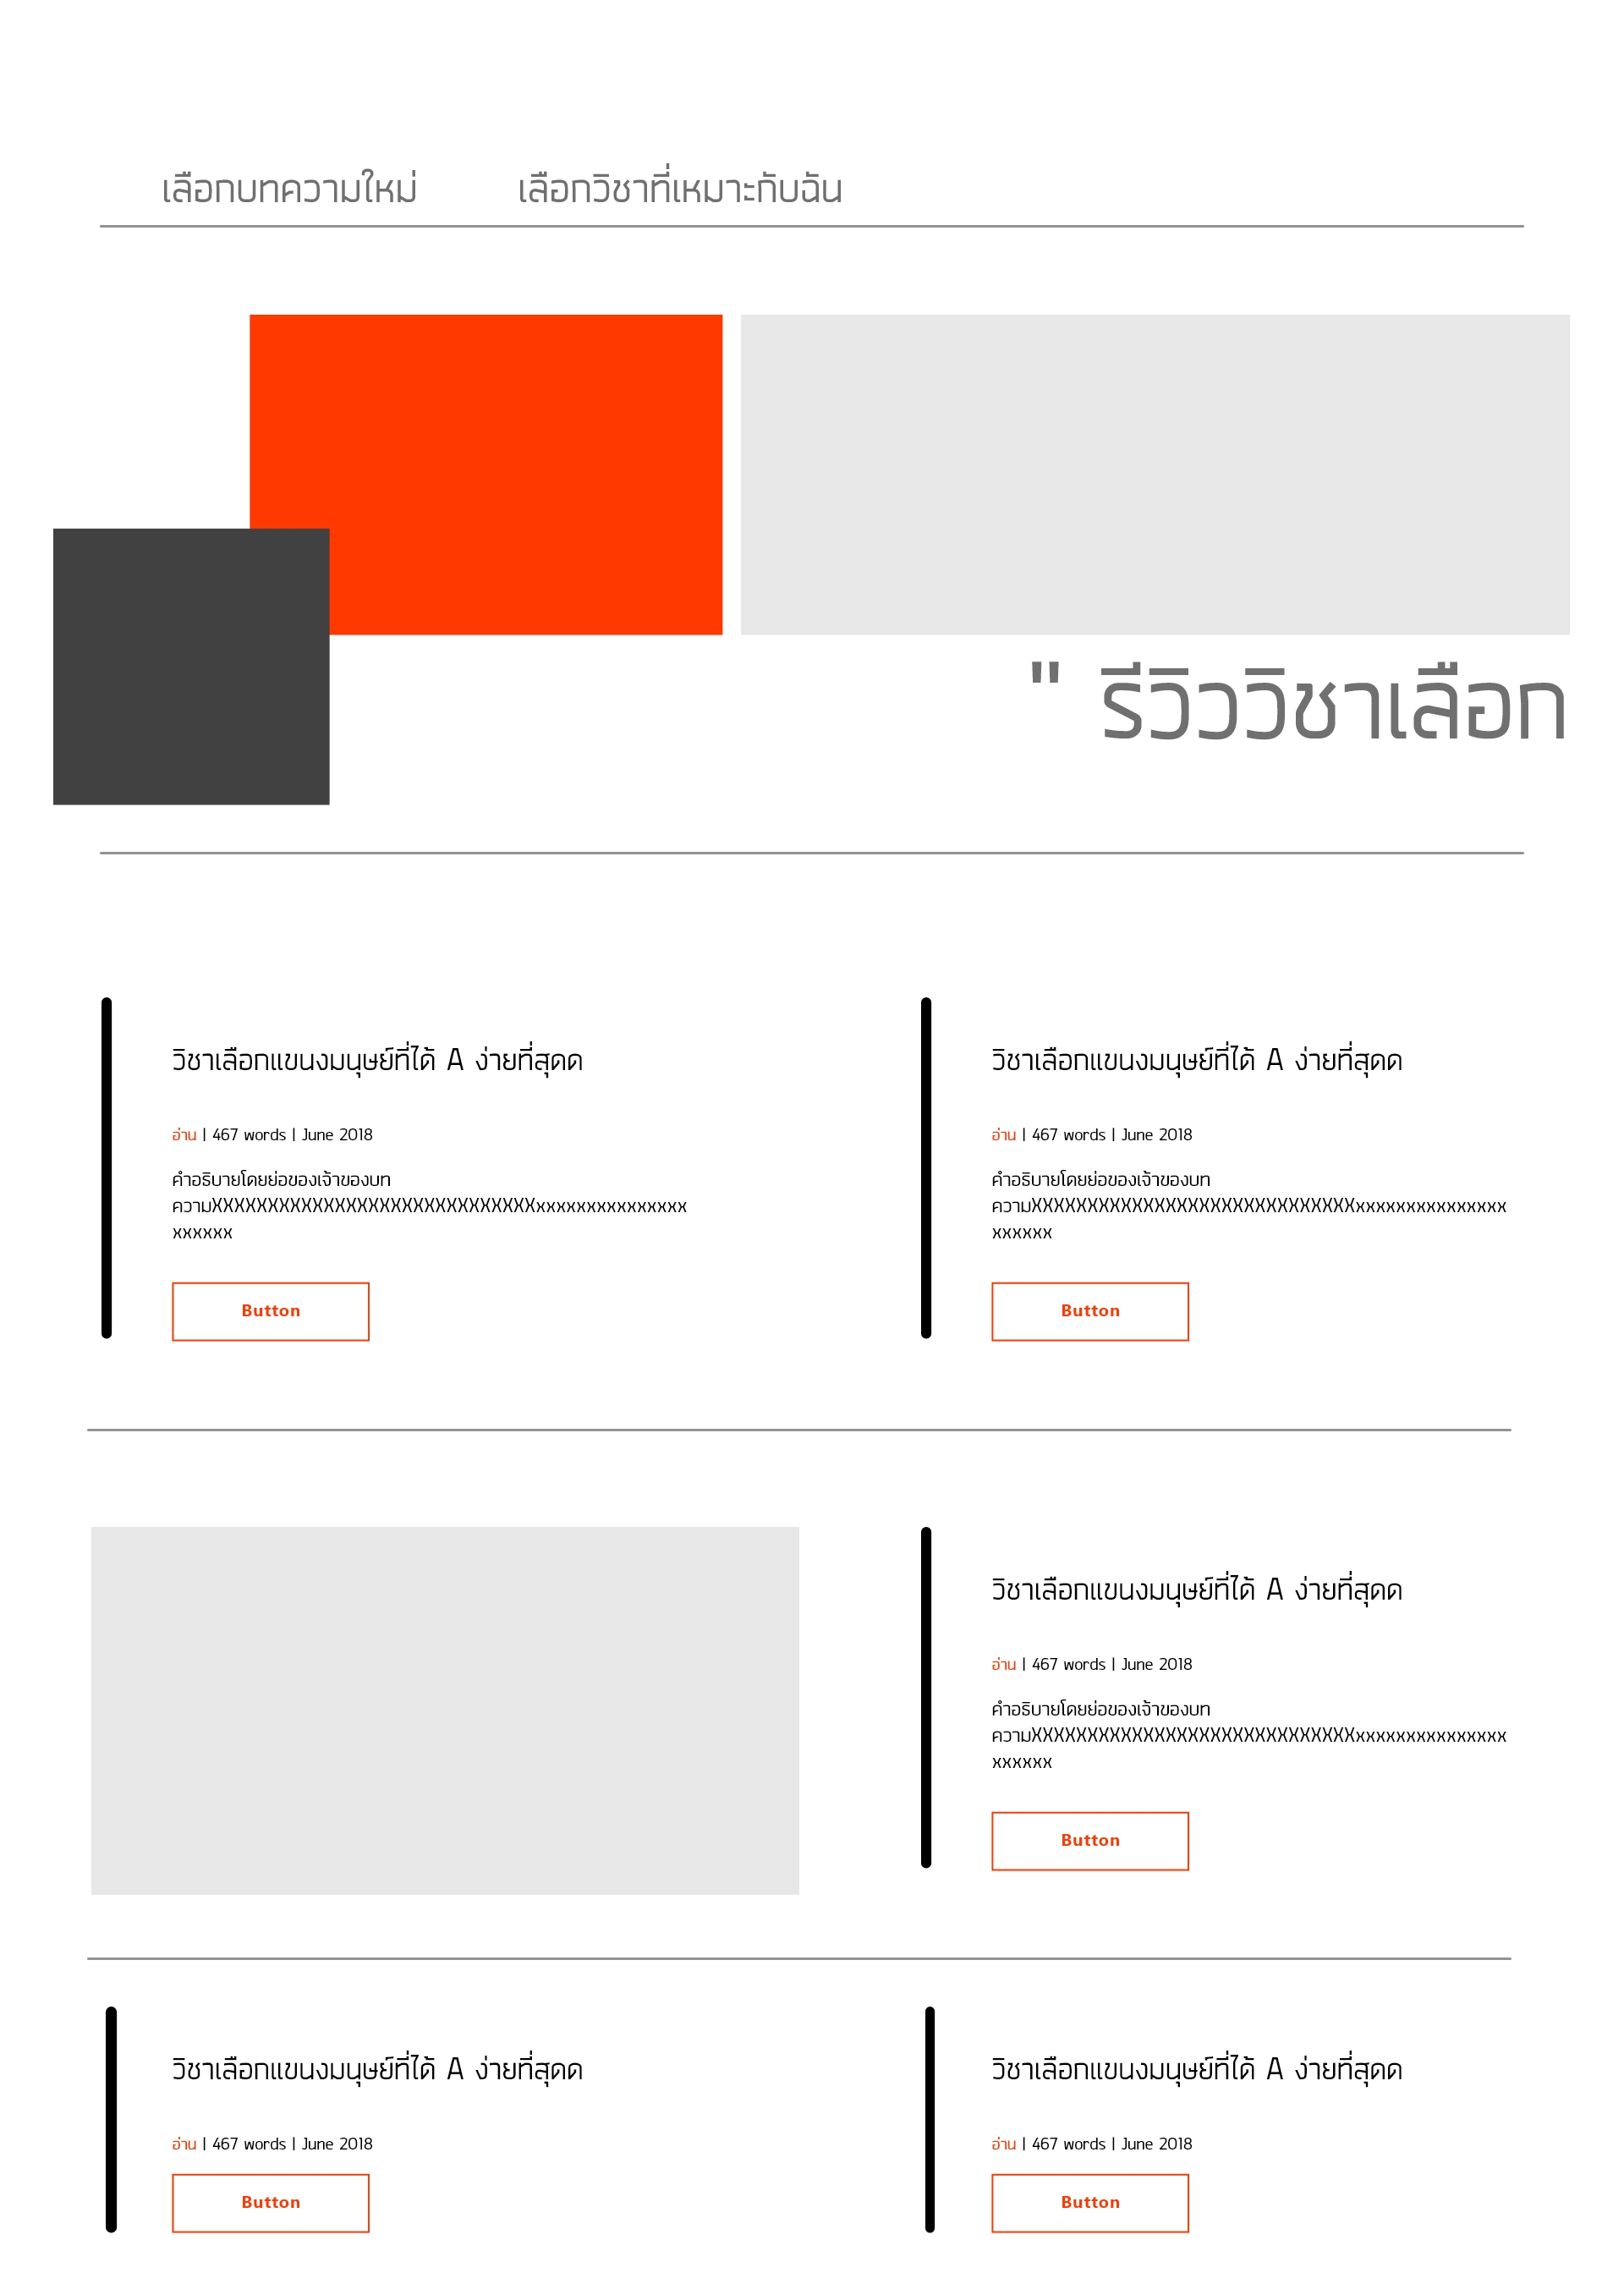 เลือกบทความใหม่ เลือกวิชาที่เหมาะกับฉัน
" รีวิววิชาเลือก
วิชาเลือกแขนงมนุษย์ที่ได้ A ง่ายที่สุดด
อ่าน | 467 words | June 2018
คำอธิบายโดยย่อของเจ้าของบท
ความXXXXXXXXXXXXXXXXXXXXXXXXXXXXXxxxxxxxxxxxxxxx
xxxxxx
Button
วิชาเลือกแขนงมนุษย์ที่ได้ A ง่ายที่สุดด
อ่าน | 467 words | June 2018
คำอธิบายโดยย่อของเจ้าของบท
ความXXXXXXXXXXXXXXXXXXXXXXXXXXXXXxxxxxxxxxxxxxxx
xxxxxx
Button
วิชาเลือกแขนงมนุษย์ที่ได้ A ง่ายที่สุดด
อ่าน | 467 words | June 2018
คำอธิบายโดยย่อของเจ้าของบท
ความXXXXXXXXXXXXXXXXXXXXXXXXXXXXXxxxxxxxxxxxxxxx
xxxxxx
Button
วิชาเลือกแขนงมนุษย์ที่ได้ A ง่ายที่สุดด
อ่าน | 467 words | June 2018
Button
วิชาเลือกแขนงมนุษย์ที่ได้ A ง่ายที่สุดด
อ่าน | 467 words | June 2018
Button